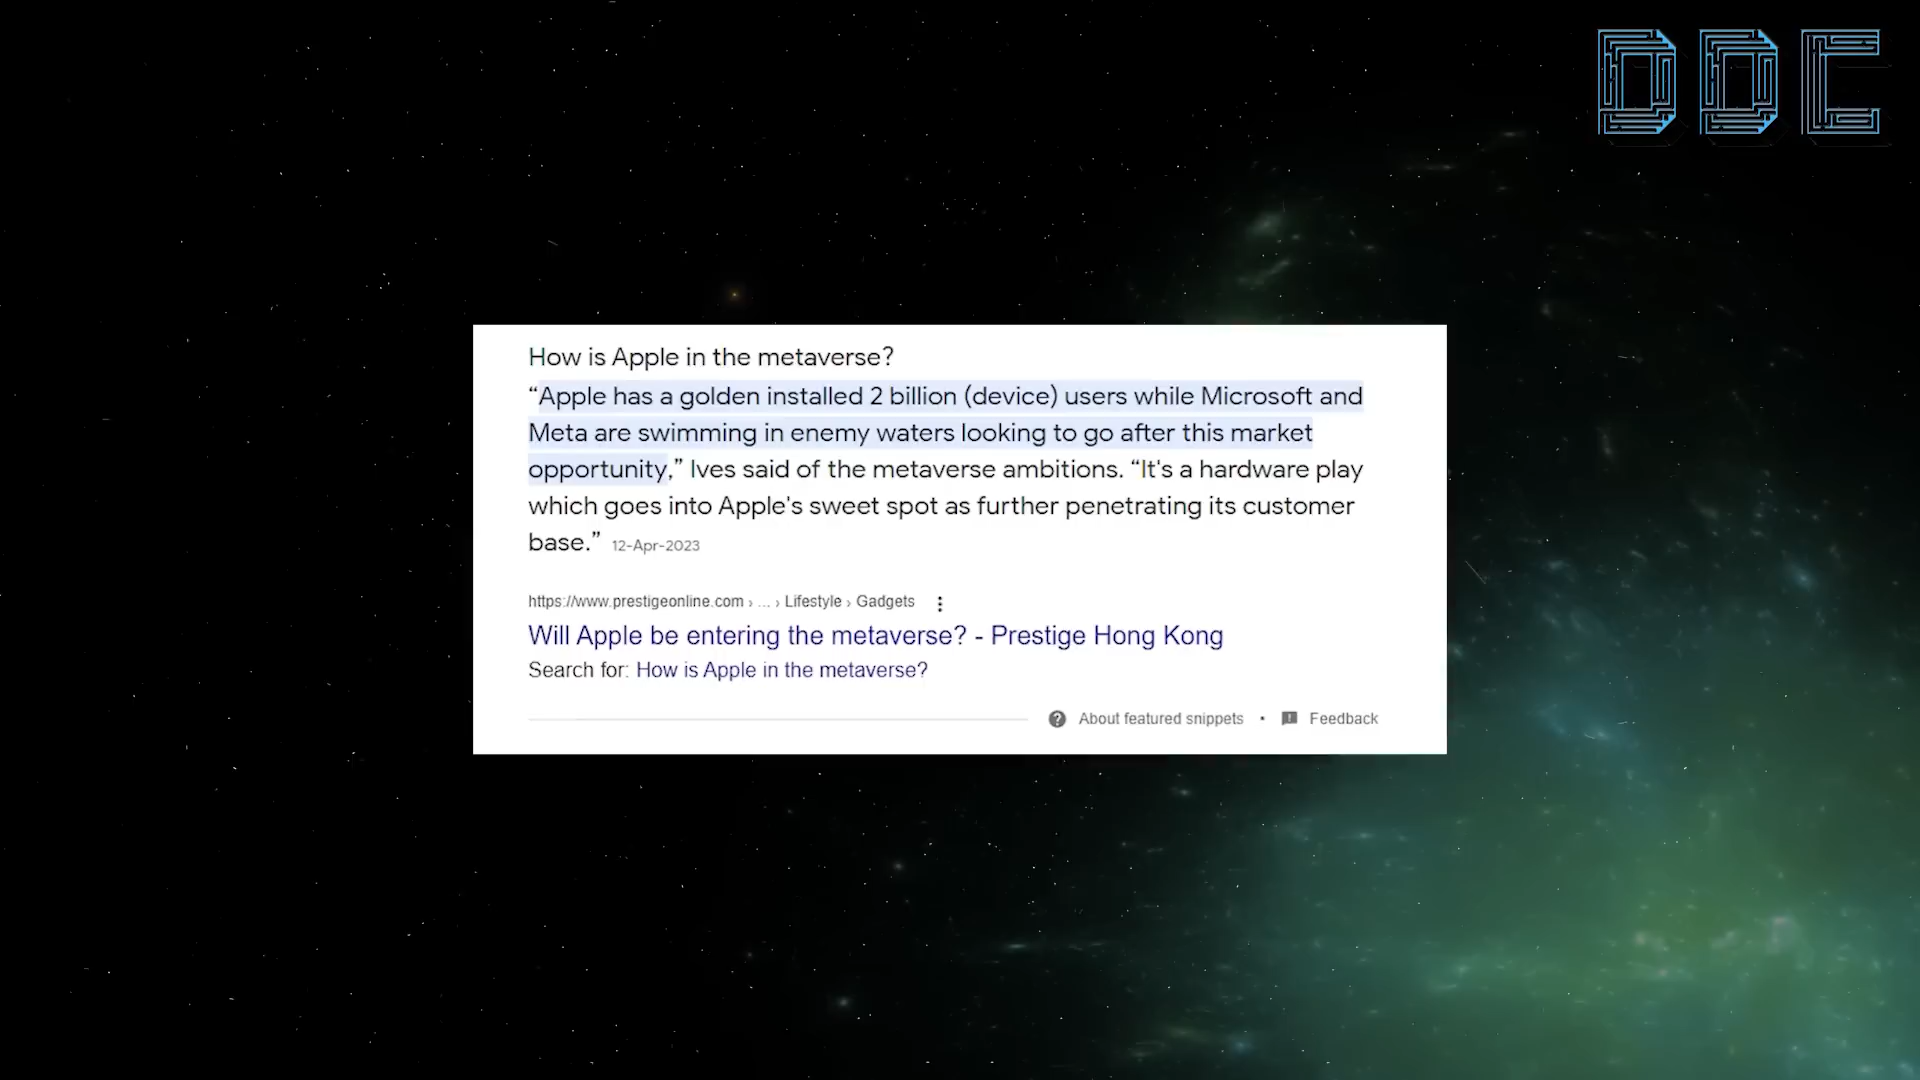 DDC
How is Apple in the metaverse?
“Apple has a golden installed 2 billion (device) users while Microsoft and
Meta are swimming in enemy waters looking to go after this market
opportunity,” Ives said of the metaverse ambitions. “It's a hardware play
which goes into Apple's sweet spot as further penetrating its customer
base.” 12-Apr-2023
https://www.prestigeonline.com › ... › Lifestyle › Gadgets
Will Apple be entering the metaverse? - Prestige Hong Kong
Search for: How is Apple in the metaverse?
About featured snippets • Feedback